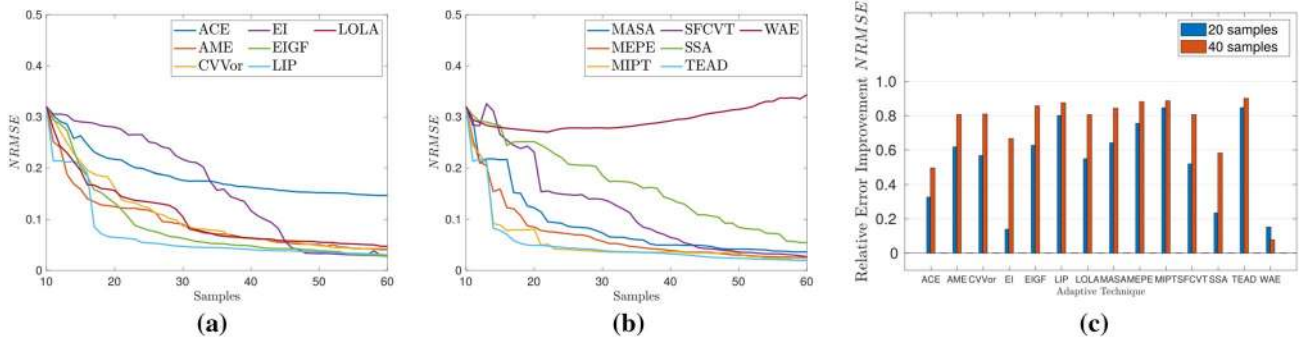 0.5
0.4
0.3
0.2
0.1
0
NRMSE
ACE
AME
CVVor
EI
EIGF
LIP
LOLA
10 20 30 40 50 60
Samples
(a)
0.5
0.4
0.3
0.2
0.1
0
NRMSE
MASA
MEPE
MIPT
SFCVT
SSA
TEAD
WAE
10 20 30 40 50 60
Samples
(b)
Relative Error Improvement NRMSE
20 samples
40 samples
1.0
0.8
0.6
0.4
0.2
0
ACE AME CVVor EI EIGF LIP LOLA MASA MEPE MIPT SFCVT SSA TEAD WAE
Adaptive Technique
(c)